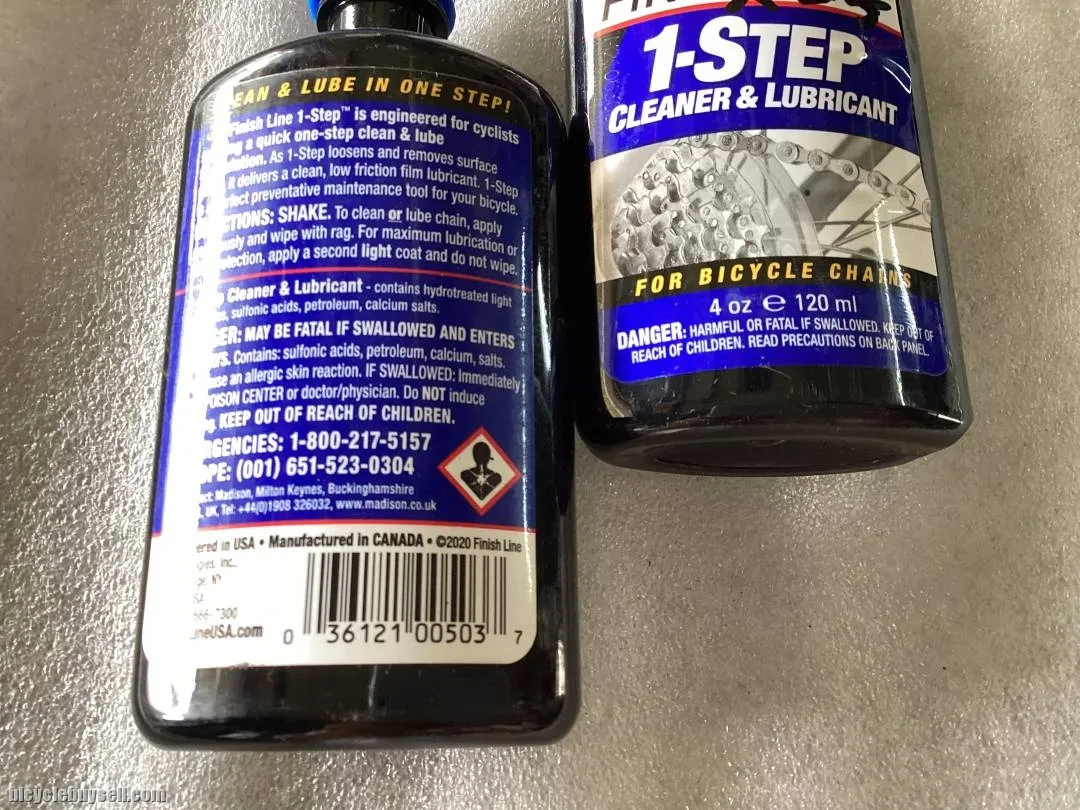 EAN & LUBE IN ONE STEP!
Finish Line 1-Step™ is engineered for cyclists
a quick one-step clean & lube
As 1-Step loosens and removes surface
it delivers a clean, low friction film lubricant. 1-Step
preventative maintenance tool for your bicycle.
CTIONS: SHAKE. To clean or lube chain, apply
and wipe with rag. For maximum lubrication or
apply a second light coat and do not wipe.
Cleaner & Lubricant - contains hydrotreated light
sulfonic acids, petroleum, calcium salts.
GER: MAY BE FATAL IF SWALLOWED AND ENTERS
Contains: sulfonic acids, petroleum, calcium, salts.
an allergic skin reaction. IF SWALLOWED: Immediately
POISON CENTER or doctor/physician. Do NOT induce
KEEP OUT OF REACH OF CHILDREN.
RGENCIES: 1-800-217-5157
OPE: (001) 651-523-0304
Madison, Milton Keynes, Buckinghamshire
UK, Tel: +44(0)1908 326032, www.madison.co.uk
ered in USA • Manufactured in CANADA • ©2020 Finish Line
Inc.,
300
ineUSA.com
0 36121 00503 7
1-STEP™
CLEANER & LUBRICANT
FOR BICYCLE CHAINS
4 oz ℮ 120 ml
DANGER: HARMFUL OR FATAL IF SWALLOWED. KEEP OUT OF
REACH OF CHILDREN. READ PRECAUTIONS ON BACK PANEL.
bicyclebuysell.com